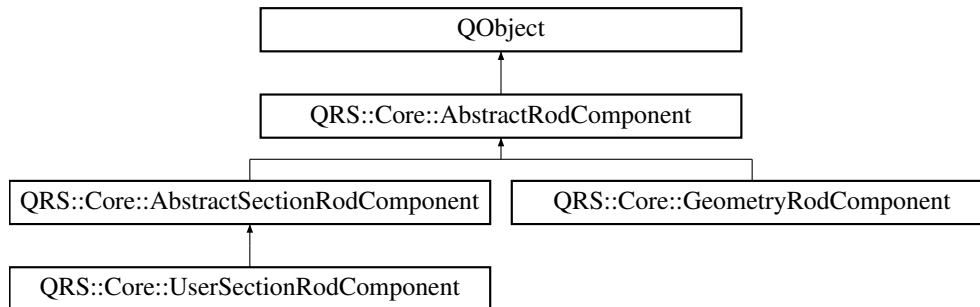 QObject
QRS::Core::AbstractRodComponent
QRS::Core::AbstractSectionRodComponent
QRS::Core::GeometryRodComponent
QRS::Core::UserSectionRodComponent